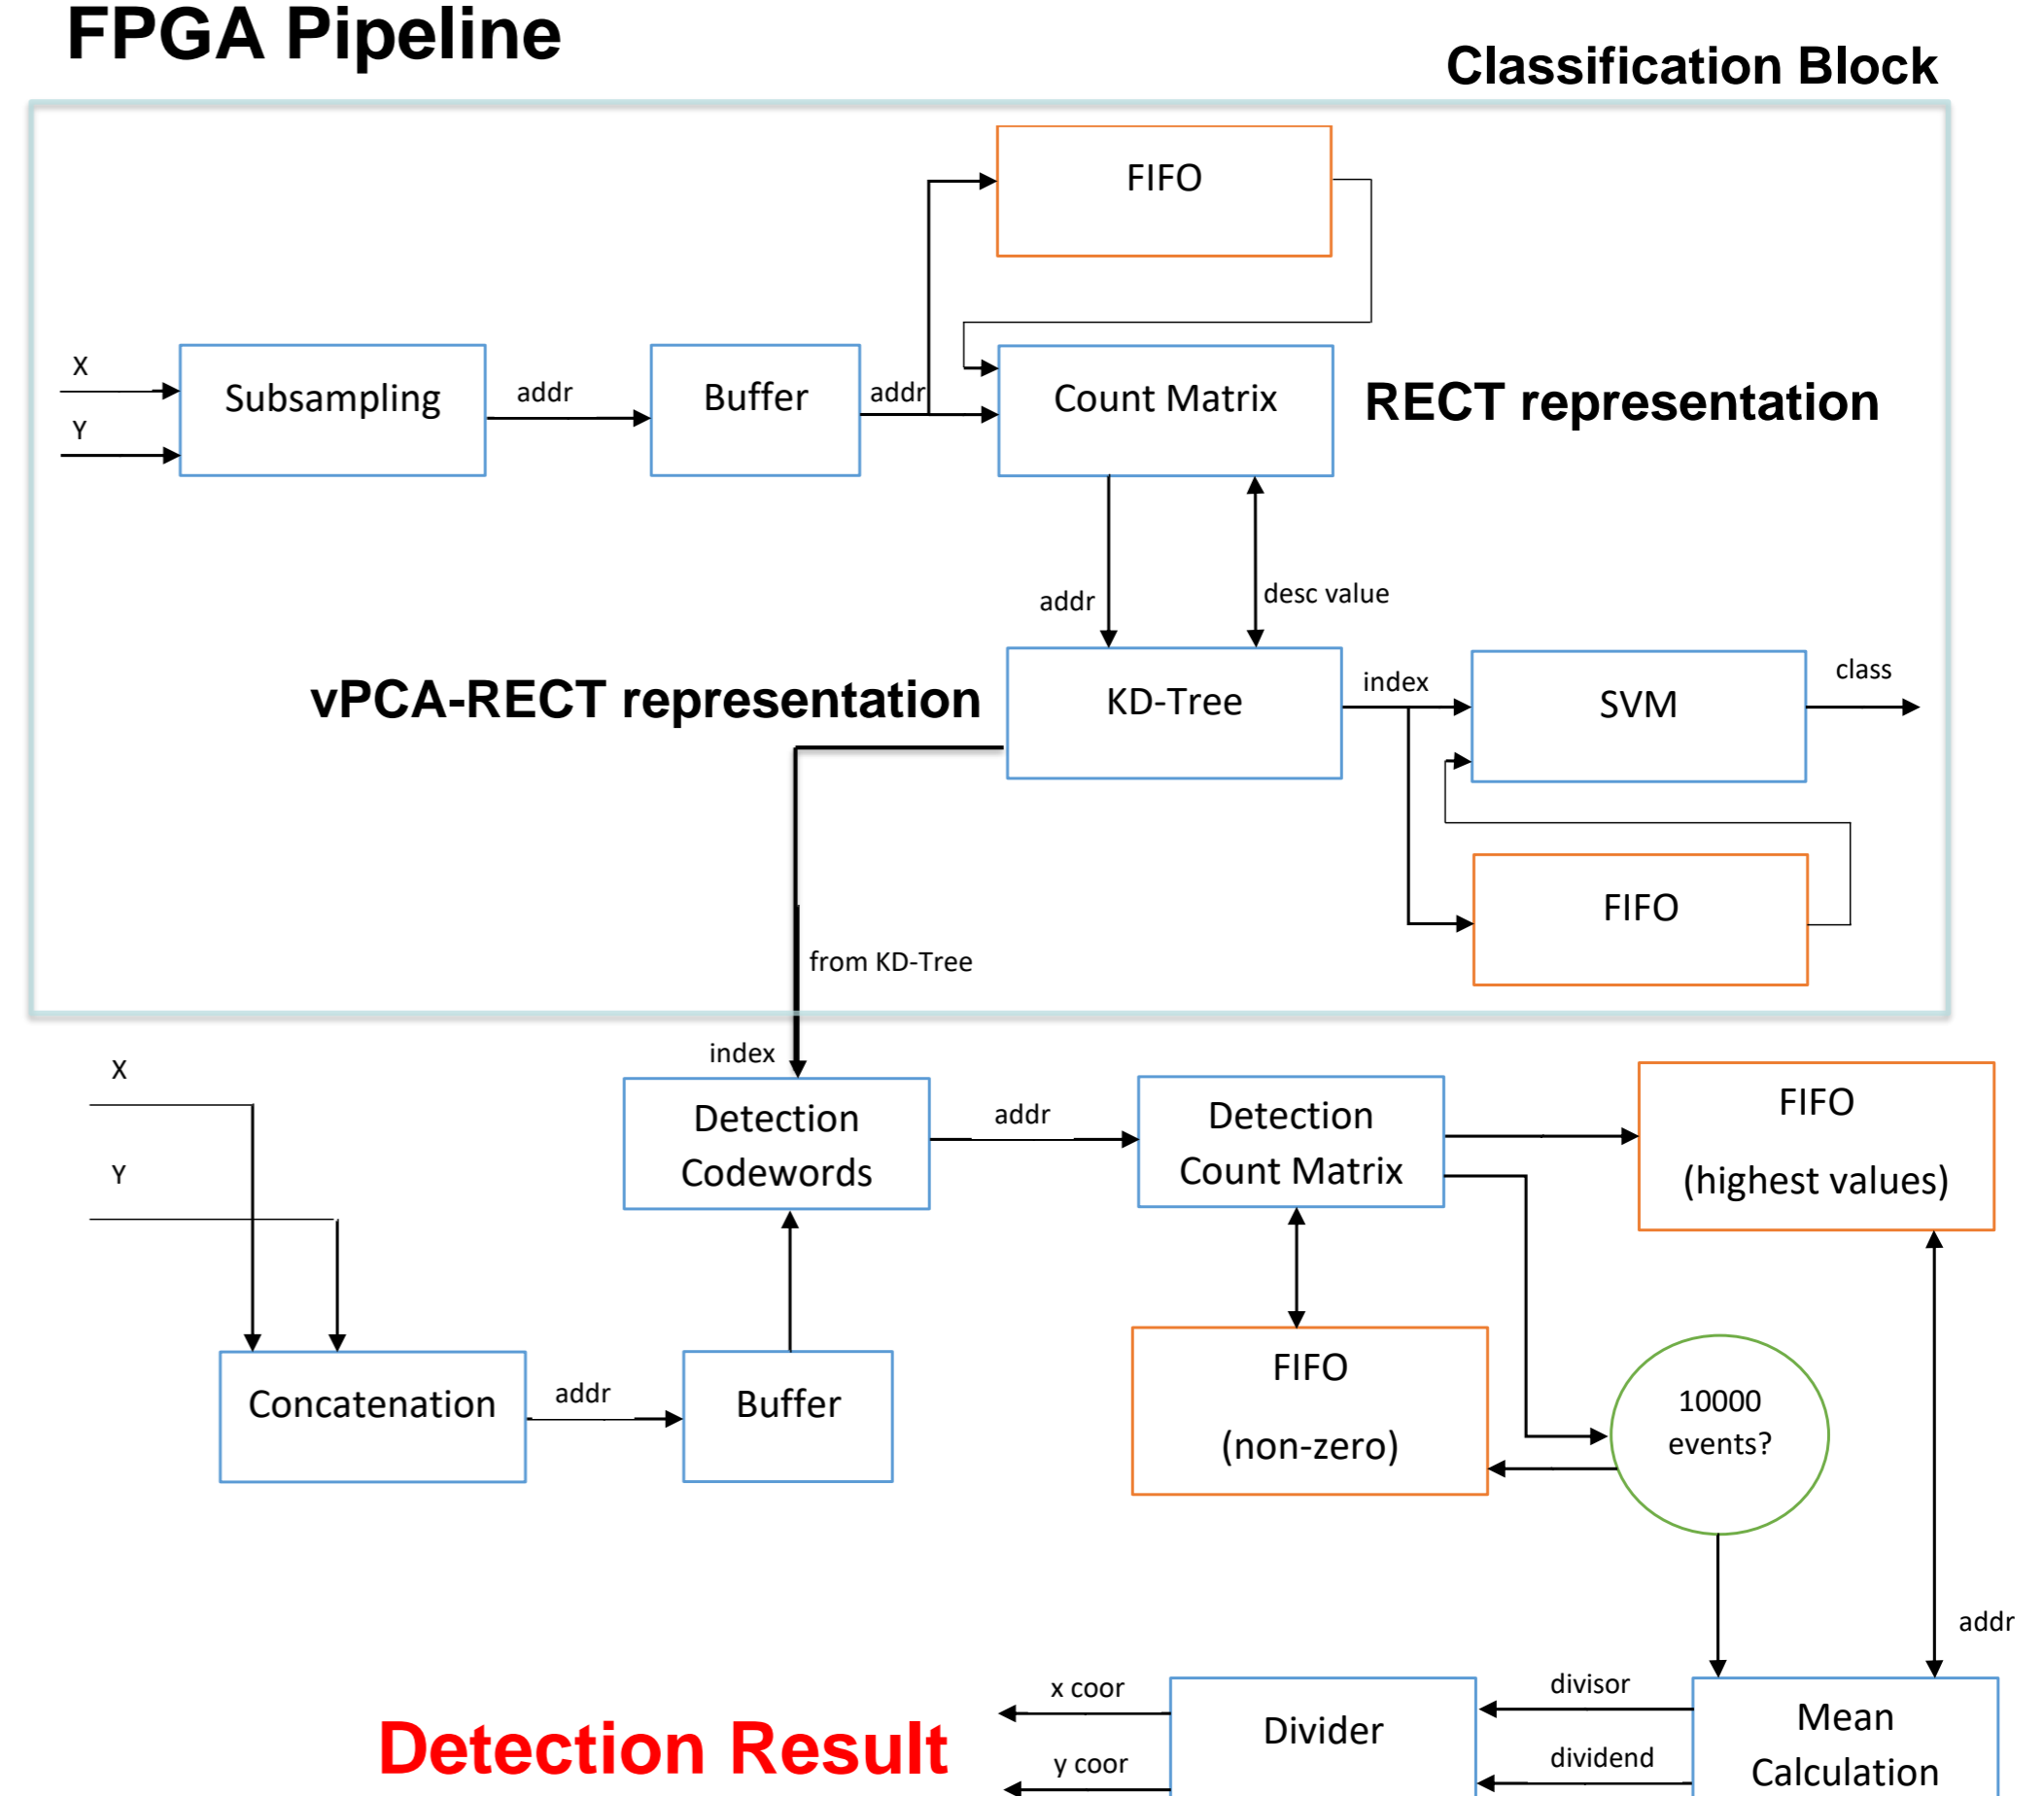 FPGA Pipeline
Classification Block
FIFO
X
Y
Subsampling
addr
Buffer
addr
Count Matrix
RECT representation
addr
desc value
vPCA-RECT representation
KD-Tree
index
SVM
class
FIFO
from KD-Tree
index
X
Y
Detection
Codewords
addr
Detection
Count Matrix
FIFO
(highest values)
Concatenation
addr
Buffer
FIFO
(non-zero)
10000
events?
addr
Detection Result
x coor
y coor
Divider
divisor
dividend
Mean
Calculation